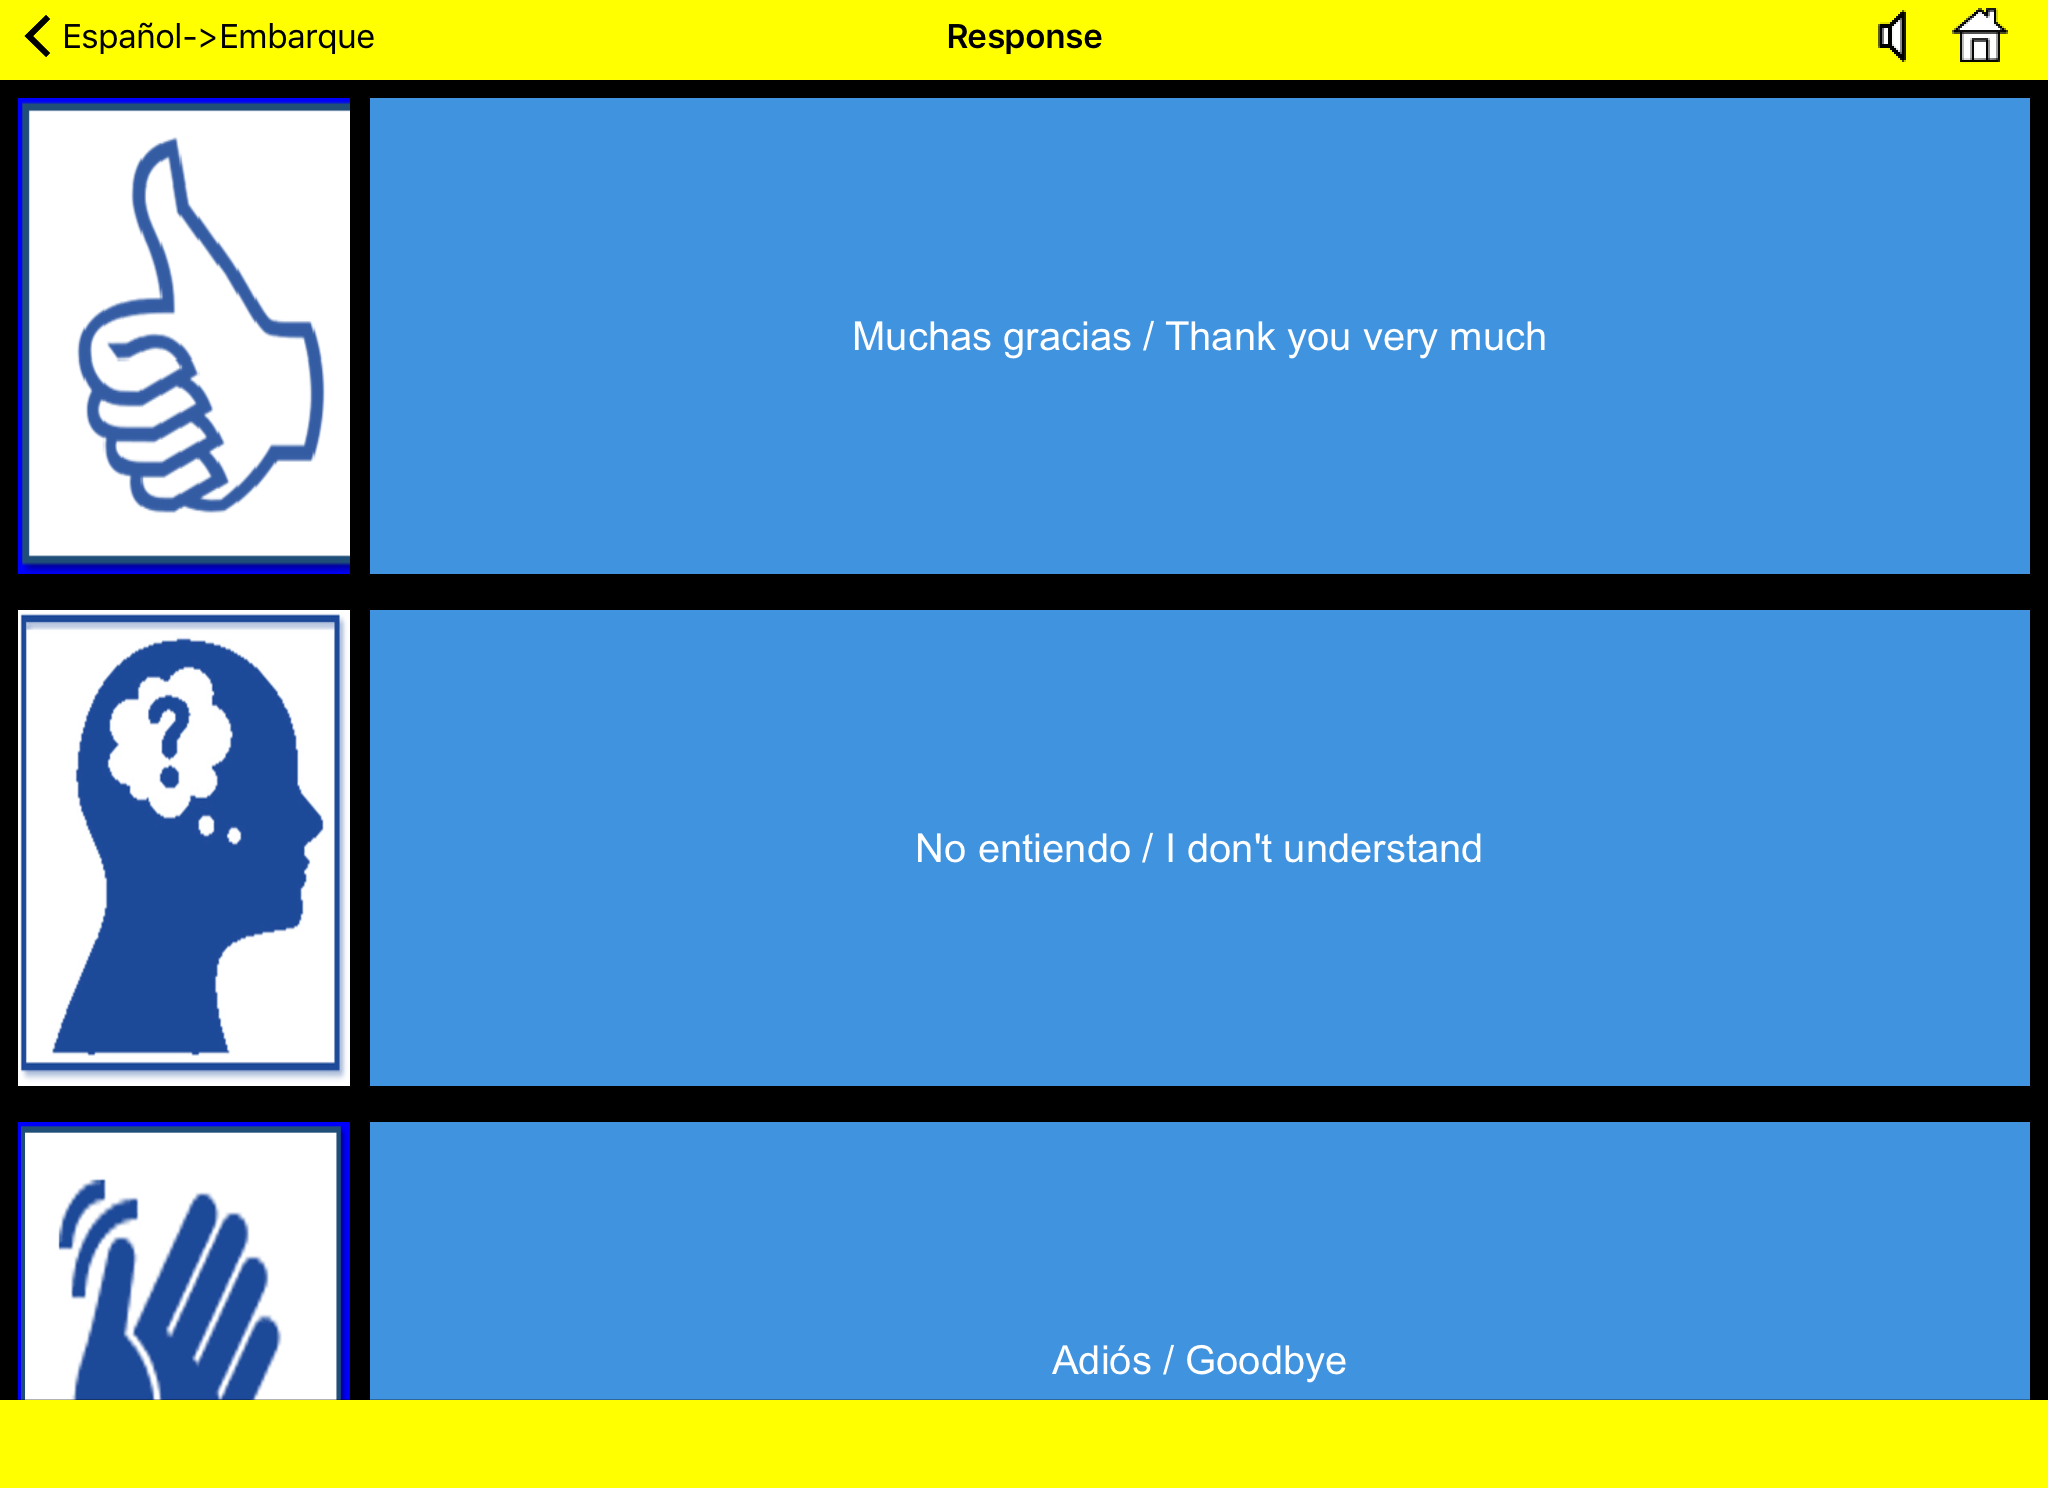 Español->Embarque
Response
Muchas gracias / Thank you very much
?
No entiendo / I don't understand
Adiós / Goodbye